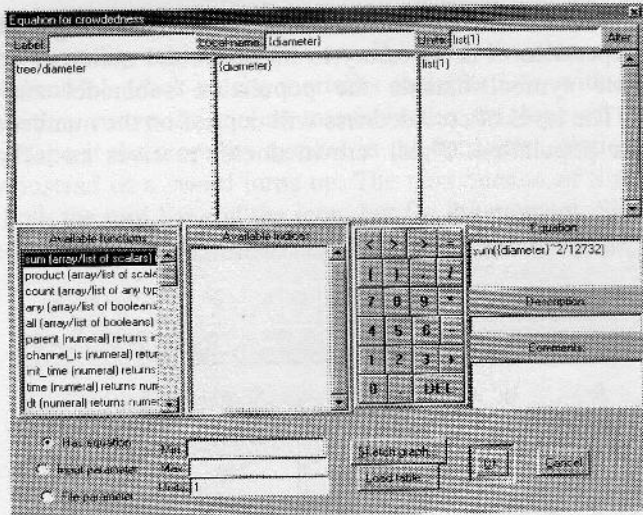 Equation for crowdedness
Label: Local name: {diameter} Units: list(1) Alter
tree/diameter {diameter} list(1)
Available functions Available indices Equation
sum (array/list of scalars)
product (array/list of scala
count (array/list of any typ
any (array/list of booleans
all (array/list of booleans)
parent (numeral) returns
channel_is (numeral) retur
init_time (numeral) returns
time (numeral) returns num
dt (numeral) returns nume
< > > =
( ) , /
7 8 9 *
4 5 6 -
1 2 3 +
0 . DEL
sum({diameter}^2/12732)
Description
Comments:
Has equation
Input parameter
File parameter
Min.
Max.
Units: 1
Sketch graph...
Load table...
OK
Cancel